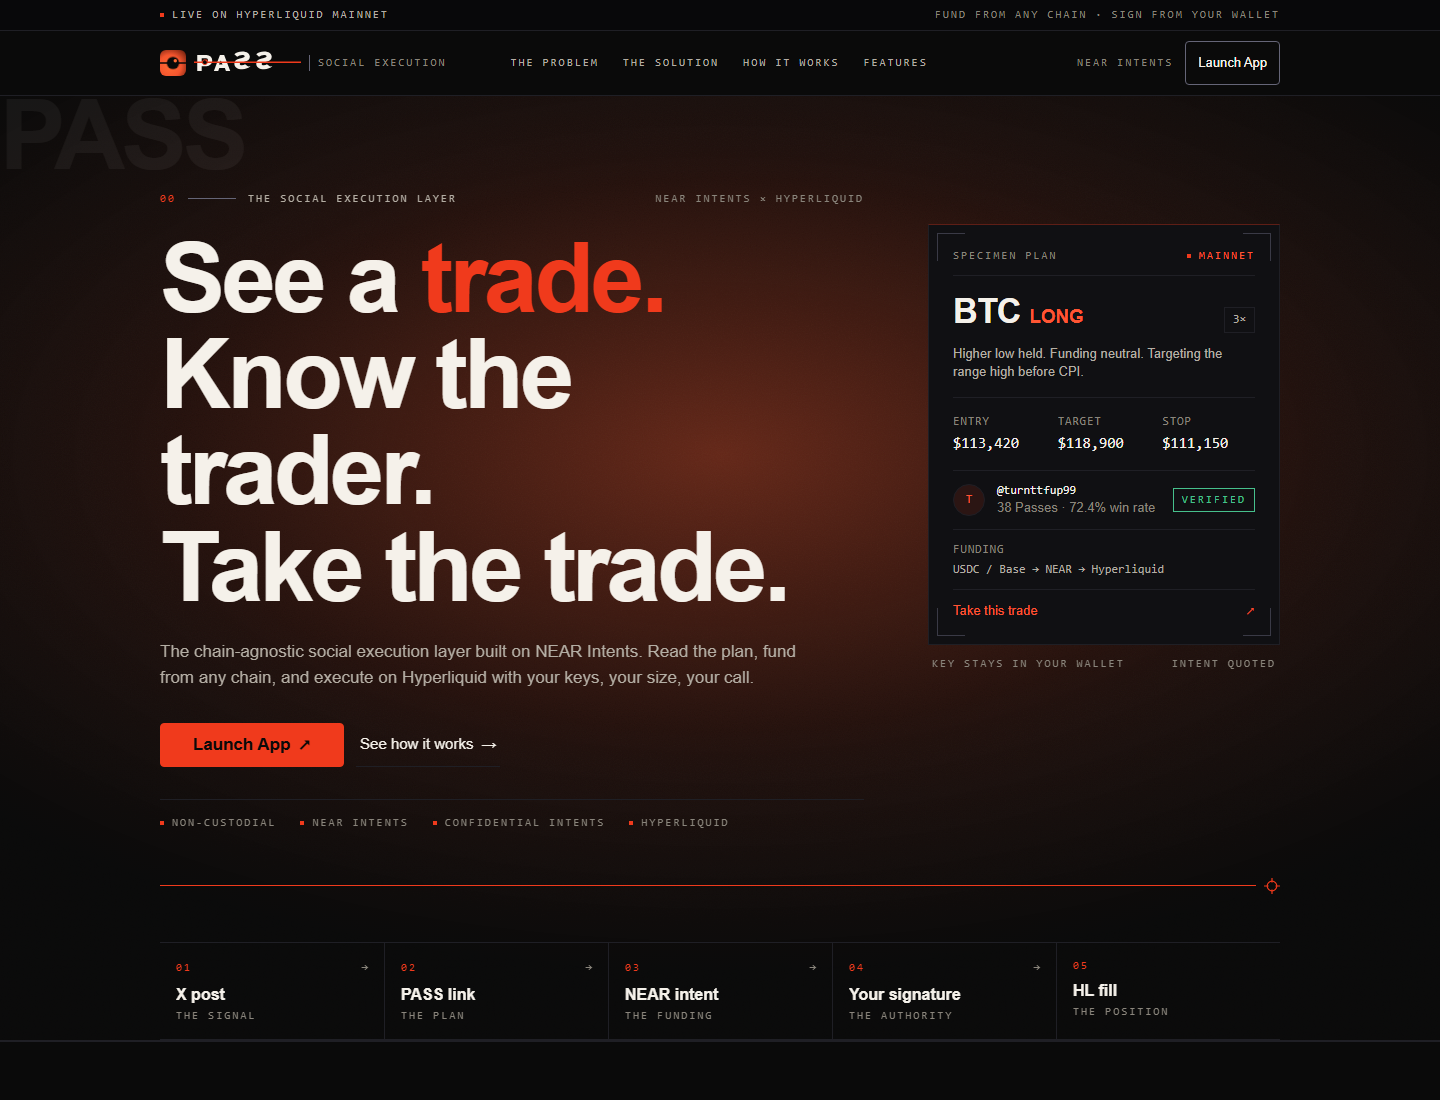 LIVE ON HYPERLIQUID MAINNET
FUND FROM ANY CHAIN · SIGN FROM YOUR WALLET
PASS
SOCIAL EXECUTION
THE PROBLEM
THE SOLUTION
HOW IT WORKS
FEATURES
NEAR INTENTS
Launch App
PASS
00
THE SOCIAL EXECUTION LAYER
NEAR INTENTS × HYPERLIQUID
See a trade.
Know the
trader.
Take the trade.
The chain-agnostic social execution layer built on NEAR Intents. Read the plan, fund
from any chain, and execute on Hyperliquid with your keys, your size, your call.
Launch App ↗
See how it works →
NON-CUSTODIAL
NEAR INTENTS
CONFIDENTIAL INTENTS
HYPERLIQUID
SPECIMEN PLAN
MAINNET
BTC LONG
3×
Higher low held. Funding neutral. Targeting the
range high before CPI.
ENTRY
TARGET
STOP
$113,420
$118,900
$111,150
T
@turnttfup99
38 Passes · 72.4% win rate
VERIFIED
FUNDING
USDC / Base → NEAR → Hyperliquid
Take this trade ↗
KEY STAYS IN YOUR WALLET
INTENT QUOTED
01 →
X post
THE SIGNAL
02 →
PASS link
THE PLAN
03 →
NEAR intent
THE FUNDING
04 →
Your signature
THE AUTHORITY
05
HL fill
THE POSITION